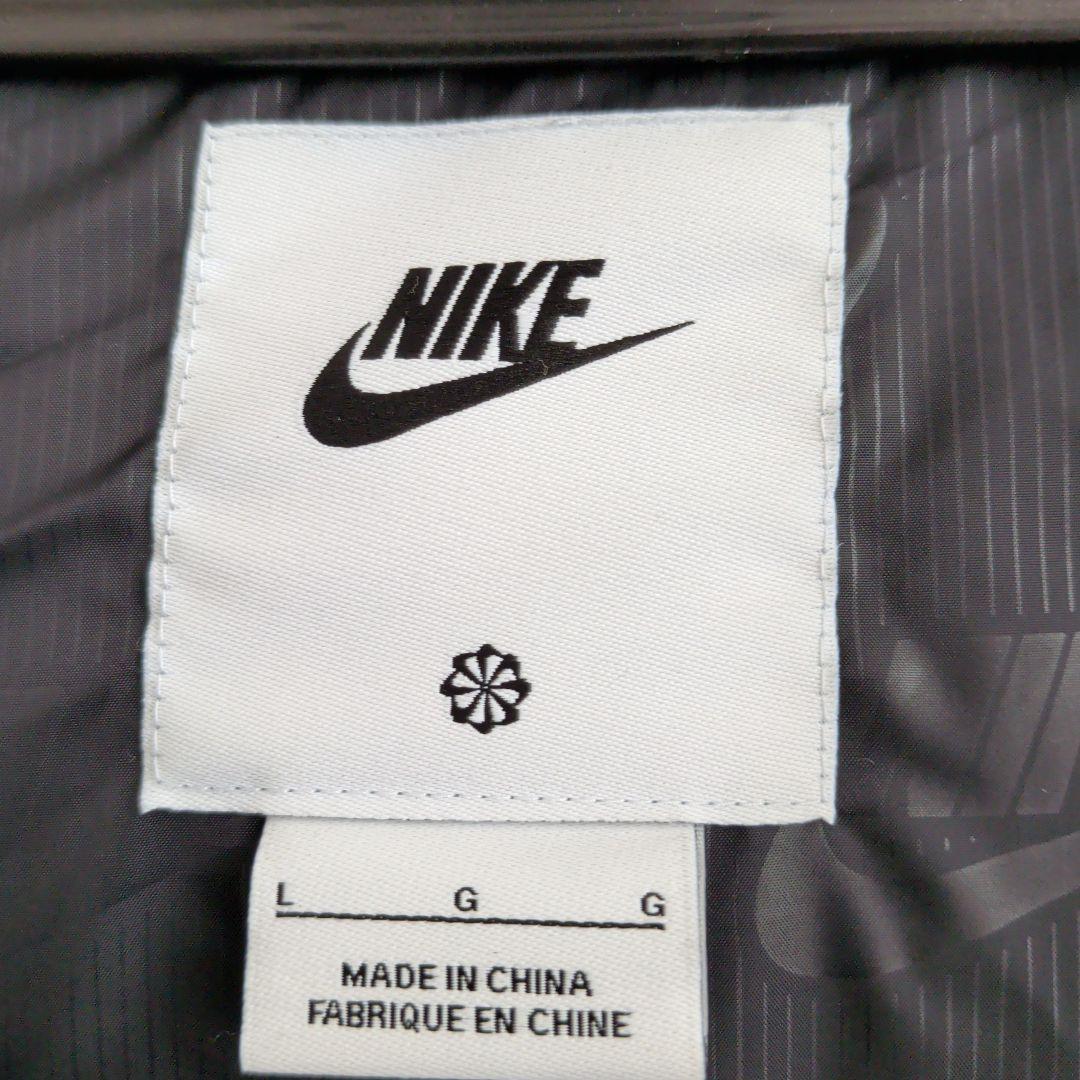 NIKE
L G G
MADE IN CHINA
FABRIQUE EN CHINE